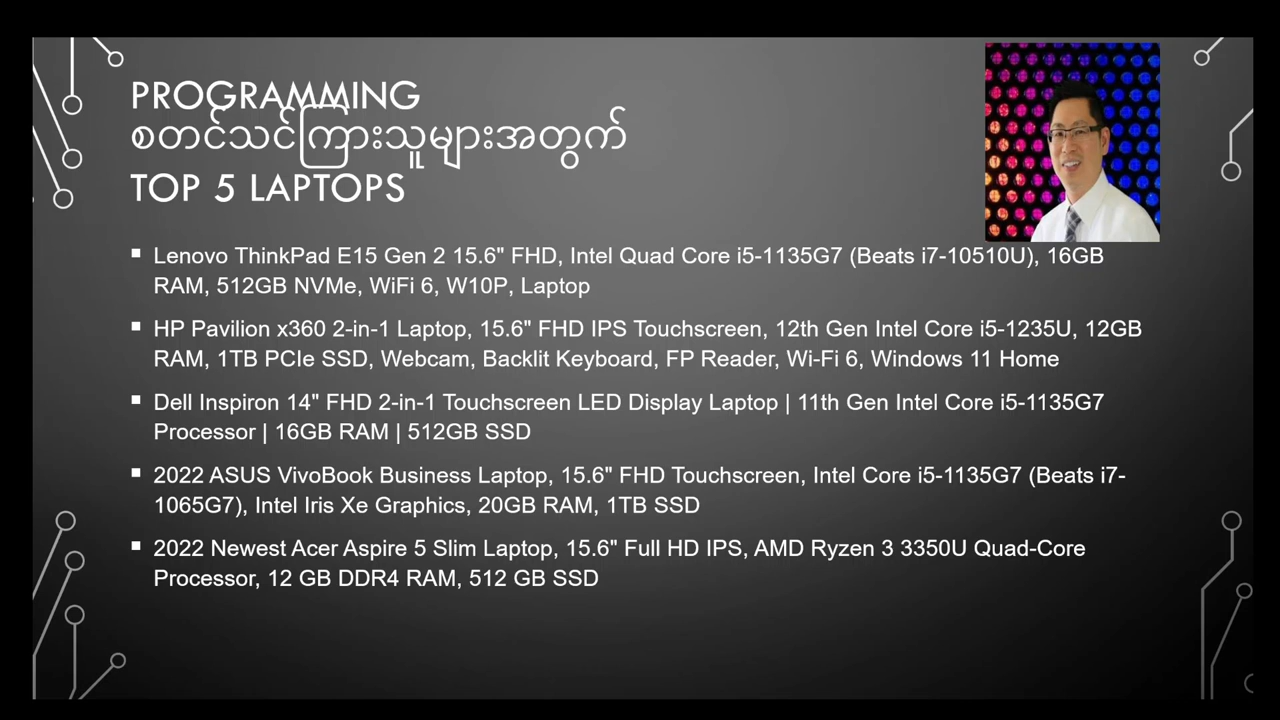 PROGRAMMING
စတင်သင်ကြားသူများအတွက်
TOP 5 LAPTOPS
▪ Lenovo ThinkPad E15 Gen 2 15.6" FHD, Intel Quad Core i5-1135G7 (Beats i7-10510U), 16GB
RAM, 512GB NVMe, WiFi 6, W10P, Laptop
▪ HP Pavilion x360 2-in-1 Laptop, 15.6" FHD IPS Touchscreen, 12th Gen Intel Core i5-1235U, 12GB
RAM, 1TB PCIe SSD, Webcam, Backlit Keyboard, FP Reader, Wi-Fi 6, Windows 11 Home
▪ Dell Inspiron 14" FHD 2-in-1 Touchscreen LED Display Laptop | 11th Gen Intel Core i5-1135G7
Processor | 16GB RAM | 512GB SSD
▪ 2022 ASUS VivoBook Business Laptop, 15.6" FHD Touchscreen, Intel Core i5-1135G7 (Beats i7-
1065G7), Intel Iris Xe Graphics, 20GB RAM, 1TB SSD
▪ 2022 Newest Acer Aspire 5 Slim Laptop, 15.6" Full HD IPS, AMD Ryzen 3 3350U Quad-Core
Processor, 12 GB DDR4 RAM, 512 GB SSD